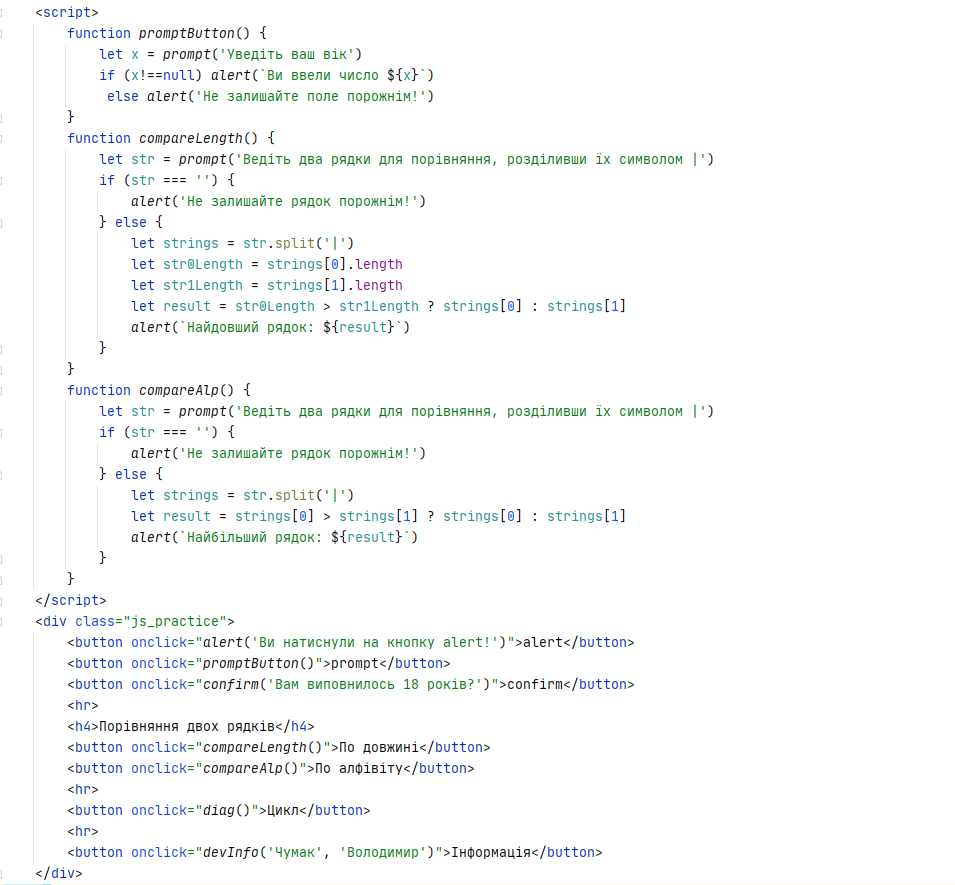 <script>
    function promptButton() {
        let x = prompt('Уведіть ваш вік')
        if (x!==null) alert(`Ви ввели число ${x}`)
         else alert('Не залишайте поле порожнім!')
    }
    function compareLength() {
        let str = prompt('Ведіть два рядки для порівняння, розділивши їх символом |')
        if (str === '') {
            alert('Не залишайте рядок порожнім!')
        } else {
            let strings = str.split('|')
            let str0Length = strings[0].length
            let str1Length = strings[1].length
            let result = str0Length > str1Length ? strings[0] : strings[1]
            alert(`Найдовший рядок: ${result}`)
        }
    }
    function compareAlp() {
        let str = prompt('Ведіть два рядки для порівняння, розділивши їх символом |')
        if (str === '') {
            alert('Не залишайте рядок порожнім!')
        } else {
            let strings = str.split('|')
            let result = strings[0] > strings[1] ? strings[0] : strings[1]
            alert(`Найбільший рядок: ${result}`)
        }
    }
</script>
<div class="js_practice">
    <button onclick="alert('Ви натиснули на кнопку alert!')">alert</button>
    <button onclick="promptButton()">prompt</button>
    <button onclick="confirm('Вам виповнилось 18 років?')">confirm</button>
    <hr>
    <h4>Порівняння двох рядків</h4>
    <button onclick="compareLength()">По довжині</button>
    <button onclick="compareAlp()">По алфівіту</button>
    <hr>
    <button onclick="diag()">Цикл</button>
    <hr>
    <button onclick="devInfo('Чумак', 'Володимир')">Інформація</button>
</div>